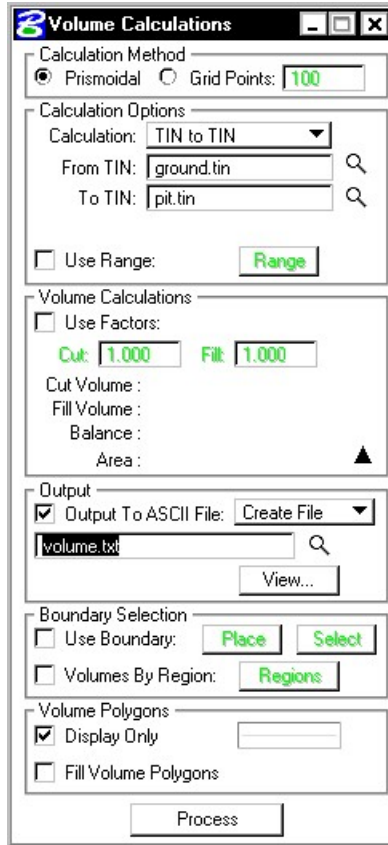 Volume Calculations
Calculation Method
Prismoidal Grid Points: 100
Calculation Options
Calculation: TIN to TIN
From TIN: ground.tin
To TIN: pit.tin
Use Range: Range
Volume Calculations
Use Factors:
Cut: 1.000 Fill: 1.000
Cut Volume :
Fill Volume :
Balance :
Area :
Output
Output To ASCII File: Create File
volume.txt
View...
Boundary Selection
Use Boundary: Place Select
Volumes By Region: Regions
Volume Polygons
Display Only
Fill Volume Polygons
Process